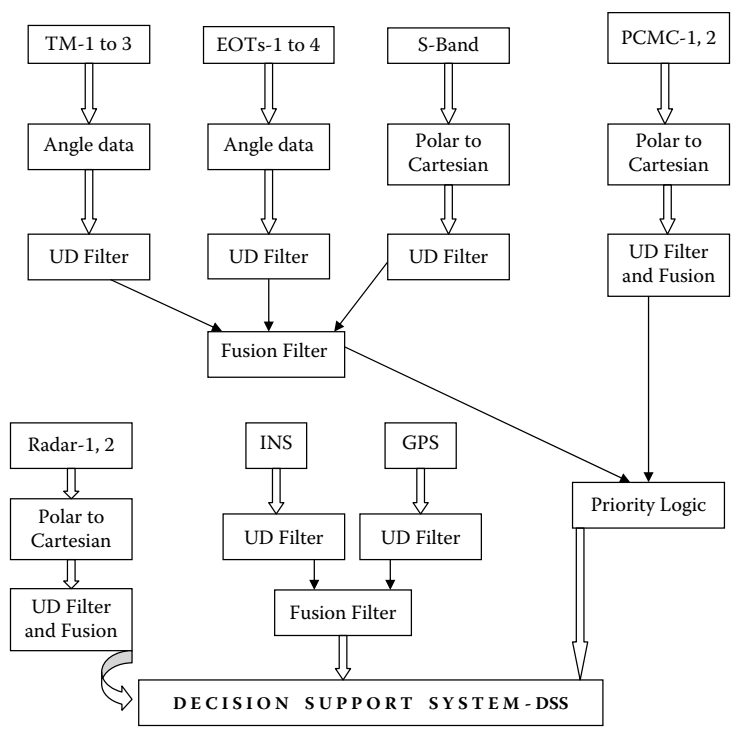 TM-1 to 3
EOTs-1 to 4
S-Band
PCMC-1, 2
Angle data
Angle data
Polar to
Cartesian
Polar to
Cartesian
UD Filter
UD Filter
UD Filter
UD Filter
and Fusion
Fusion Filter
Radar-1, 2
INS
GPS
Priority Logic
Polar to
Cartesian
UD Filter
UD Filter
UD Filter
and Fusion
Fusion Filter
DECISION SUPPORT SYSTEM-DSS